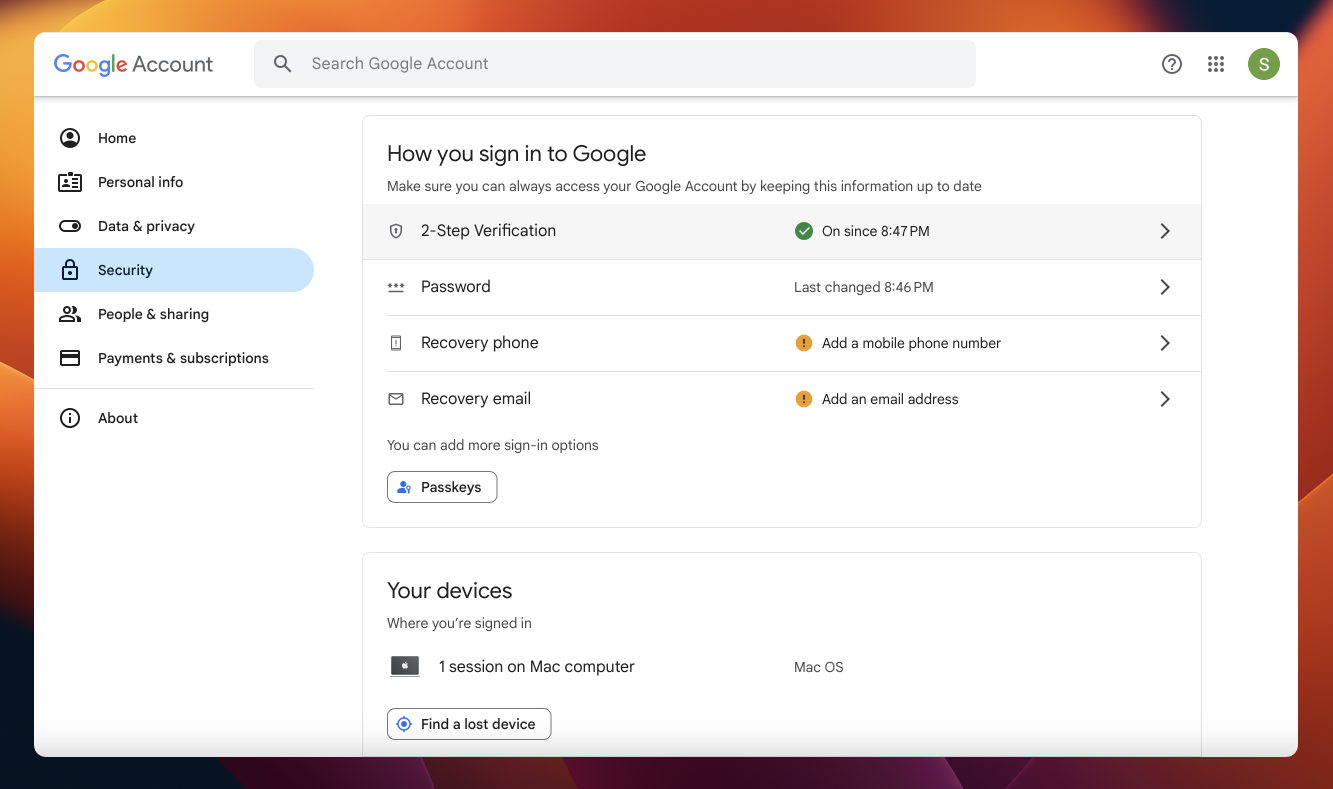 Google Account
Search Google Account
S
Home
Personal info
Data & privacy
Security
People & sharing
Payments & subscriptions
About
How you sign in to Google
Make sure you can always access your Google Account by keeping this information up to date
2-Step Verification
On since 8:47 PM
Password
Last changed 8:46 PM
Recovery phone
Add a mobile phone number
Recovery email
Add an email address
You can add more sign-in options
Passkeys
Your devices
Where you're signed in
1 session on Mac computer
Mac OS
Find a lost device